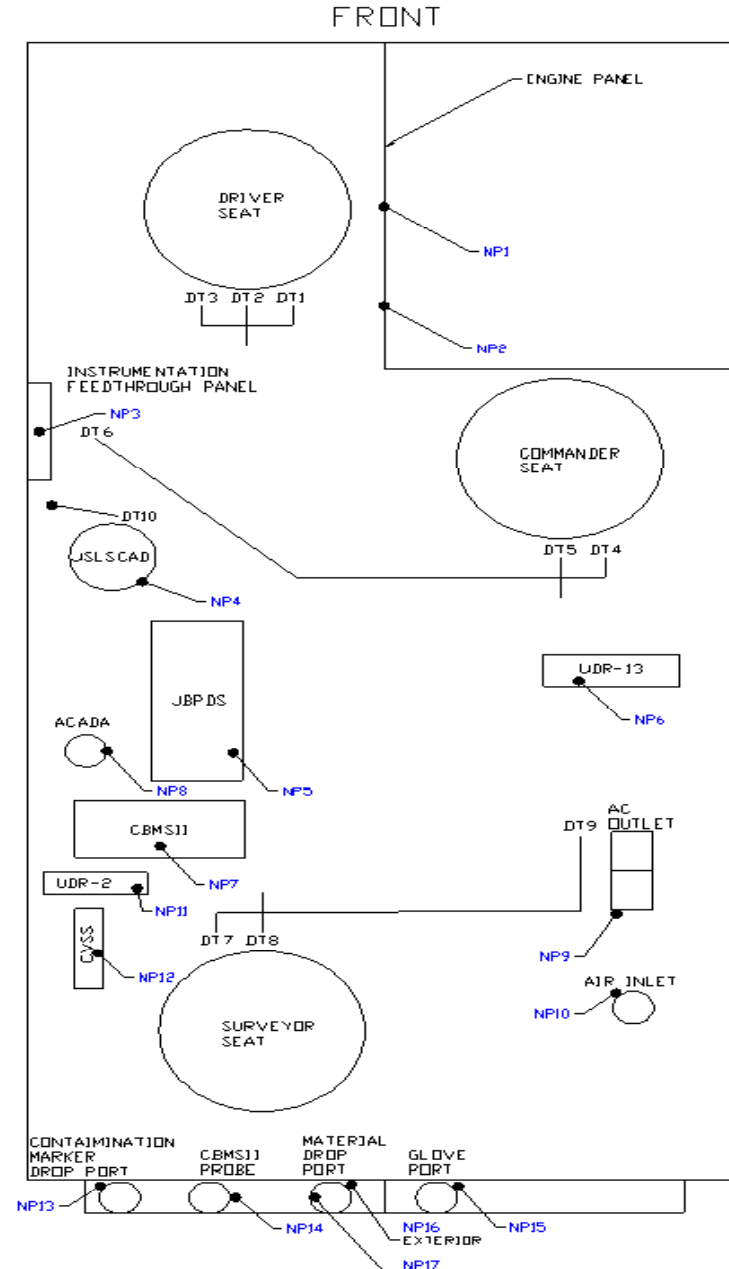 FRONT
ENGINE PANEL
DRIVER
SEAT
NP1
DT3 DT2 DT1
NP2
INSTRUMENTATION
FEEDTHROUGH PANEL
NP3
DT6
COMMANDER
SEAT
DT10
JSLSCAD
DT5 DT4
NP4
UDR-13
JBPDS
NP6
ACADA
NP8
NP5
AC
OUTLET
DT9
CBMSII
UDR-2
NP7
NP11
CVSS
DT7 DT8
NP9
NP12
AIR INLET
NP10
SURVEYOR
SEAT
CONTAIMINATION
MARKER
DROP PORT
CBMSII
PROBE
MATERIAL
DROP
PORT
GLOVE
PORT
NP13
NP14
NP16
EXTERIOR
NP15
NP17